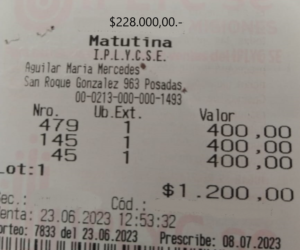 $228.000,00.-
Matutina
I.P.L.Y.C.S.E.
Aguilar Maria Mercedes*
San Roque Gonzalez 963 Posadas,
00-0213-000-000-1493
Nro. Ub.Ext. Valor
479 1 400,00
145 1 400,00
45 1 400,00
Lot:1
$1.200,00
ec.: Cód.:
enta: 23.06.2023 12:53:32
orteo: 7833 del 23.06.2023 Prescribe: 08.07.2023